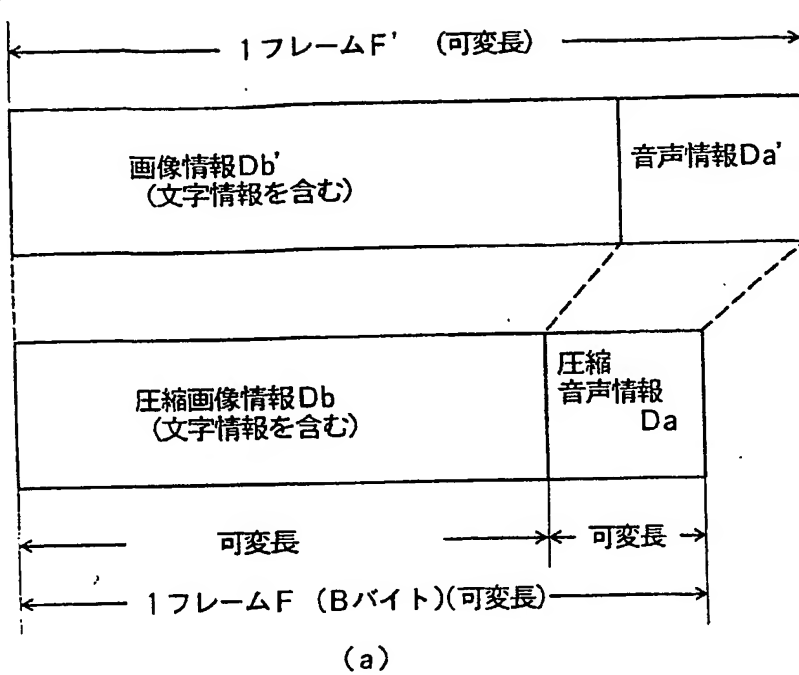 1フレームF' (可変長)
画像情報Db'
(文字情報を含む)
音声情報Da'
圧縮画像情報Db
(文字情報を含む)
圧縮
音声情報
Da
可変長
可変長
1フレームF (Bバイト)(可変長)
(a)